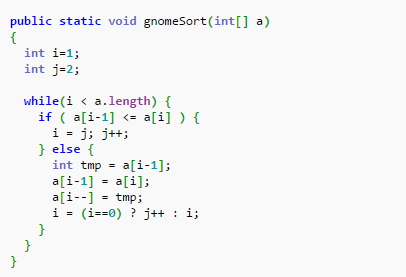 public static void gnomeSort(int[] a)
{
  int i=1;
  int j=2;

  while(i < a.length) {
    if ( a[i-1] <= a[i] ) {
      i = j; j++;
    } else {
      int tmp = a[i-1];
      a[i-1] = a[i];
      a[i--] = tmp;
      i = (i==0) ? j++ : i;
    }
  }
}